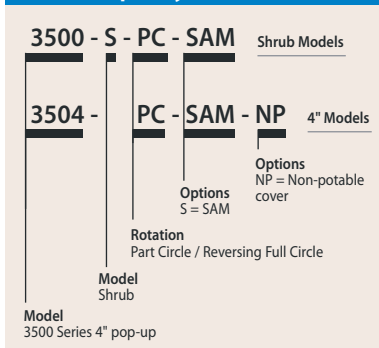 3500 - S - PC - SAM Shrub Models
3504 - PC - SAM - NP 4" Models
Options
NP = Non-potable
cover
Options
S = SAM
Rotation
Part Circle / Reversing Full Circle
Model
Shrub
Model
3500 Series 4" pop-up